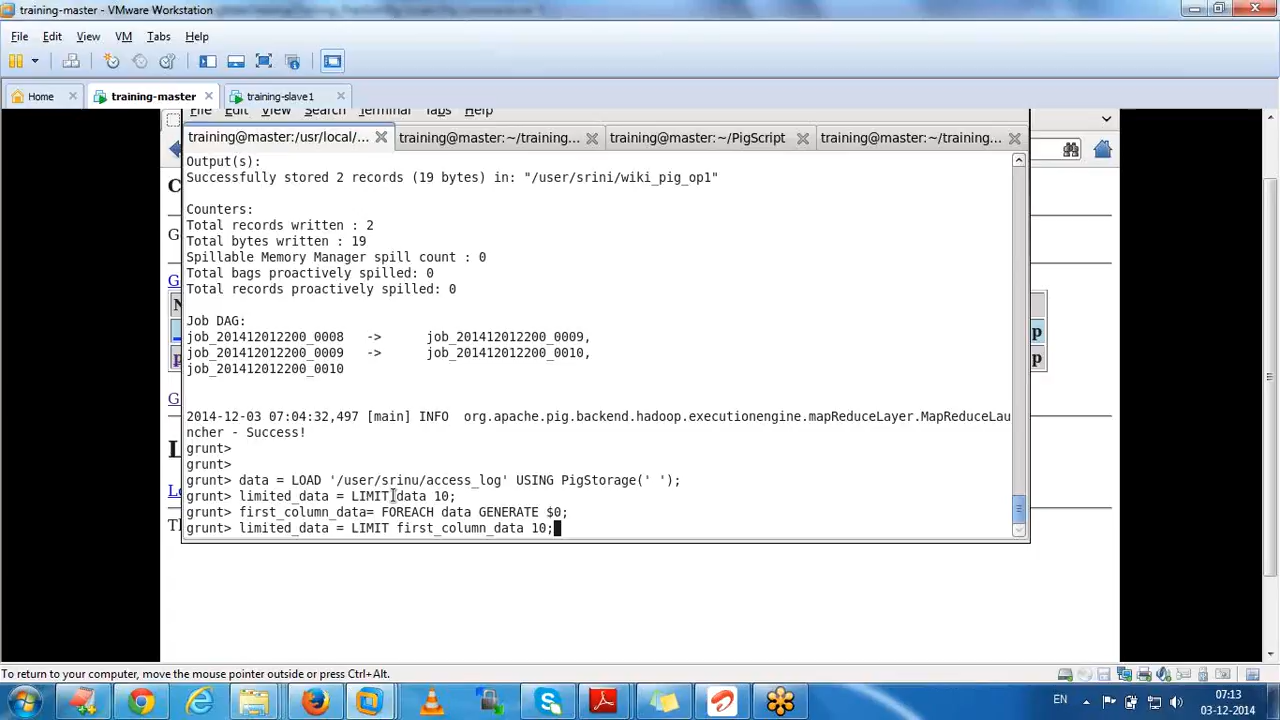 training-master - VMware Workstation
File Edit View VM Tabs Help
Home training-master training-slave1
File Edit View Search Terminal Tabs Help
training@master:/usr/local/... training@master:~/training... training@master:~/PigScript training@master:~/training...
Output(s):
Successfully stored 2 records (19 bytes) in: "/user/srini/wiki_pig_op1"
Counters:
Total records written : 2
Total bytes written : 19
Spillable Memory Manager spill count : 0
Total bags proactively spilled: 0
Total records proactively spilled: 0
Job DAG:
job_201412012200_0008 -> job_201412012200_0009,
job_201412012200_0009 -> job_201412012200_0010,
job_201412012200_0010
2014-12-03 07:04:32,497 [main] INFO org.apache.pig.backend.hadoop.executionengine.mapReduceLayer.MapReduceLau
ncher - Success!
grunt>
grunt>
grunt> data = LOAD '/user/srinu/access_log' USING PigStorage(' ');
grunt> limited_data = LIMIT data 10;
grunt> first_column_data= FOREACH data GENERATE $0;
grunt> limited_data = LIMIT first_column_data 10;
To return to your computer, move the mouse pointer outside or press Ctrl+Alt.
EN 07:13
03-12-2014